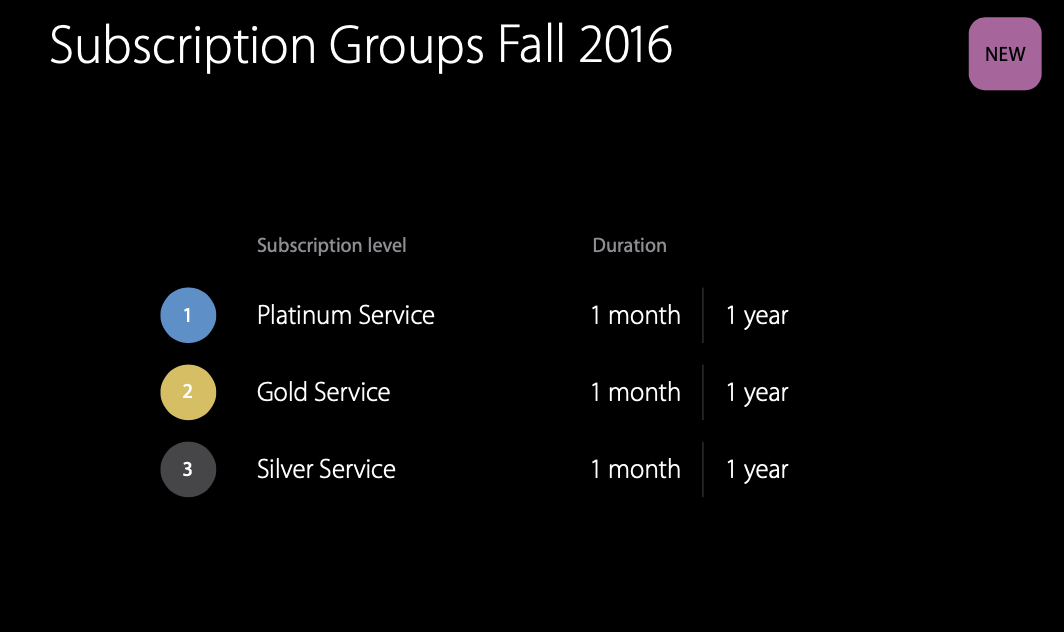 Subscription Groups Fall 2016
NEW
Subscription level Duration
1 Platinum Service 1 month 1 year
2 Gold Service 1 month 1 year
3 Silver Service 1 month 1 year